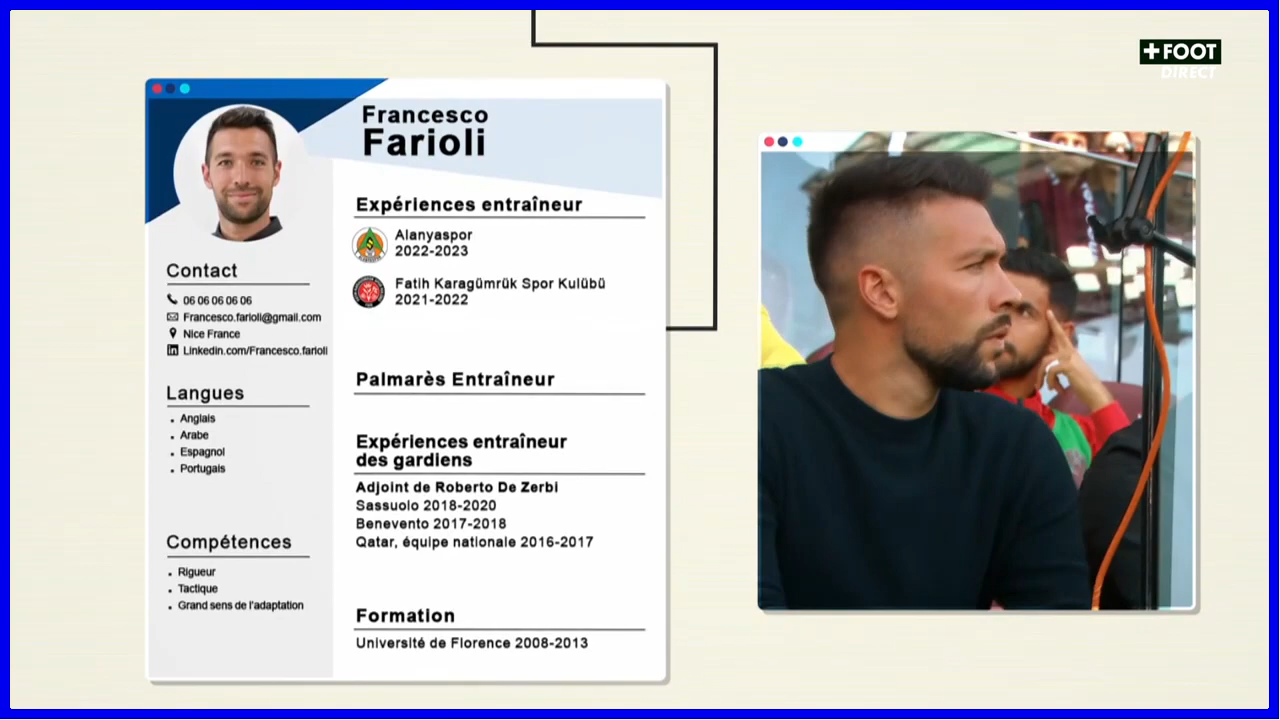 +FOOT
DIRECT
Francesco
Farioli
Contact
06 06 06 06 06
Francesco.farioli@gmail.com
Nice France
Linkedin.com/Francesco.farioli
Langues
Anglais
Arabe
Espagnol
Portugais
Compétences
Rigueur
Tactique
Grand sens de l'adaptation
Expériences entraîneur
Alanyaspor
2022-2023
Fatih Karagümrük Spor Kulübü
2021-2022
Palmarès Entraîneur
Expériences entraîneur
des gardiens
Adjoint de Roberto De Zerbi
Sassuolo 2018-2020
Benevento 2017-2018
Qatar, équipe nationale 2016-2017
Formation
Université de Florence 2008-2013